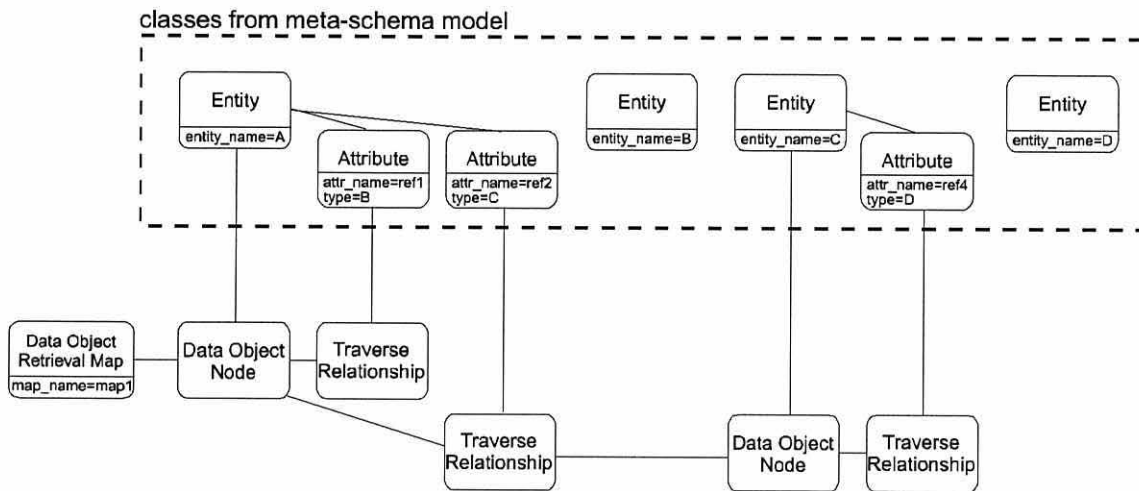 classes from meta-schema model
Entity
entity_name=A
Attribute
attr_name=ref1
type=B
Attribute
attr_name=ref2
type=C
Entity
entity_name=B
Entity
entity_name=C
Attribute
attr_name=ref4
type=D
Entity
entity_name=D
Data Object
Retrieval Map
map_name=map1
Data Object
Node
Traverse
Relationship
Traverse
Relationship
Data Object
Node
Traverse
Relationship